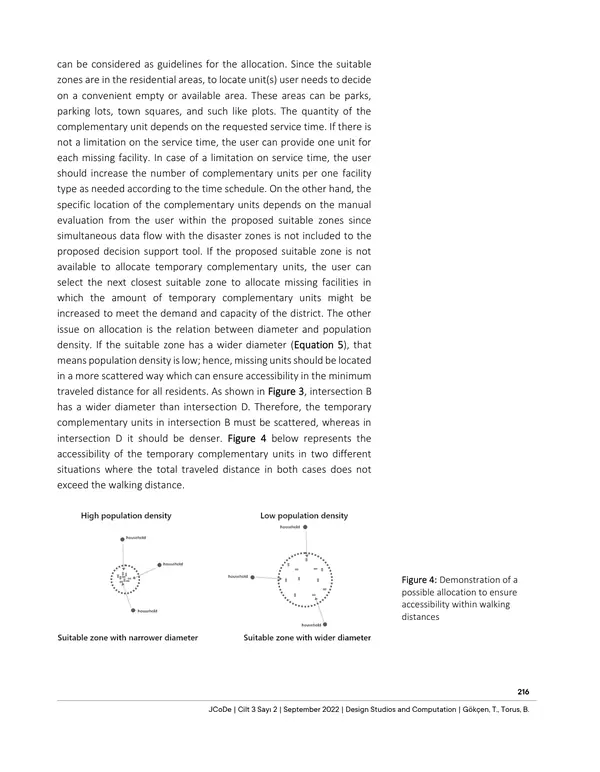 can be considered as guidelines for the allocation. Since the suitable
zones are in the residential areas, to locate unit(s) user needs to decide
on a convenient empty or available area. These areas can be parks,
parking lots, town squares, and such like plots. The quantity of the
complementary unit depends on the requested service time. If there is
not a limitation on the service time, the user can provide one unit for
each missing facility. In case of a limitation on service time, the user
should increase the number of complementary units per one facility
type as needed according to the time schedule. On the other hand, the
specific location of the complementary units depends on the manual
evaluation from the user within the proposed suitable zones since
simultaneous data flow with the disaster zones is not included to the
proposed decision support tool. If the proposed suitable zone is not
available to allocate temporary complementary units, the user can
select the next closest suitable zone to allocate missing facilities in
which the amount of temporary complementary units might be
increased to meet the demand and capacity of the district. The other
issue on allocation is the relation between diameter and population
density. If the suitable zone has a wider diameter (Equation 5), that
means population density is low; hence, missing units should be located
in a more scattered way which can ensure accessibility in the minimum
traveled distance for all residents. As shown in Figure 3, intersection B
has a wider diameter than intersection D. Therefore, the temporary
complementary units in intersection B must be scattered, whereas in
intersection D it should be denser. Figure 4 below represents the
accessibility of the temporary complementary units in two different
situations where the total traveled distance in both cases does not
exceed the walking distance.
High population density
household
household
household
Suitable zone with narrower diameter
Low population density
household
household
household
Suitable zone with wider diameter
Figure 4: Demonstration of a
possible allocation to ensure
accessibility within walking
distances
216
JCoDe | Cilt 3 Sayı 2 | September 2022 | Design Studios and Computation | Gökçen, T., Torus, B.